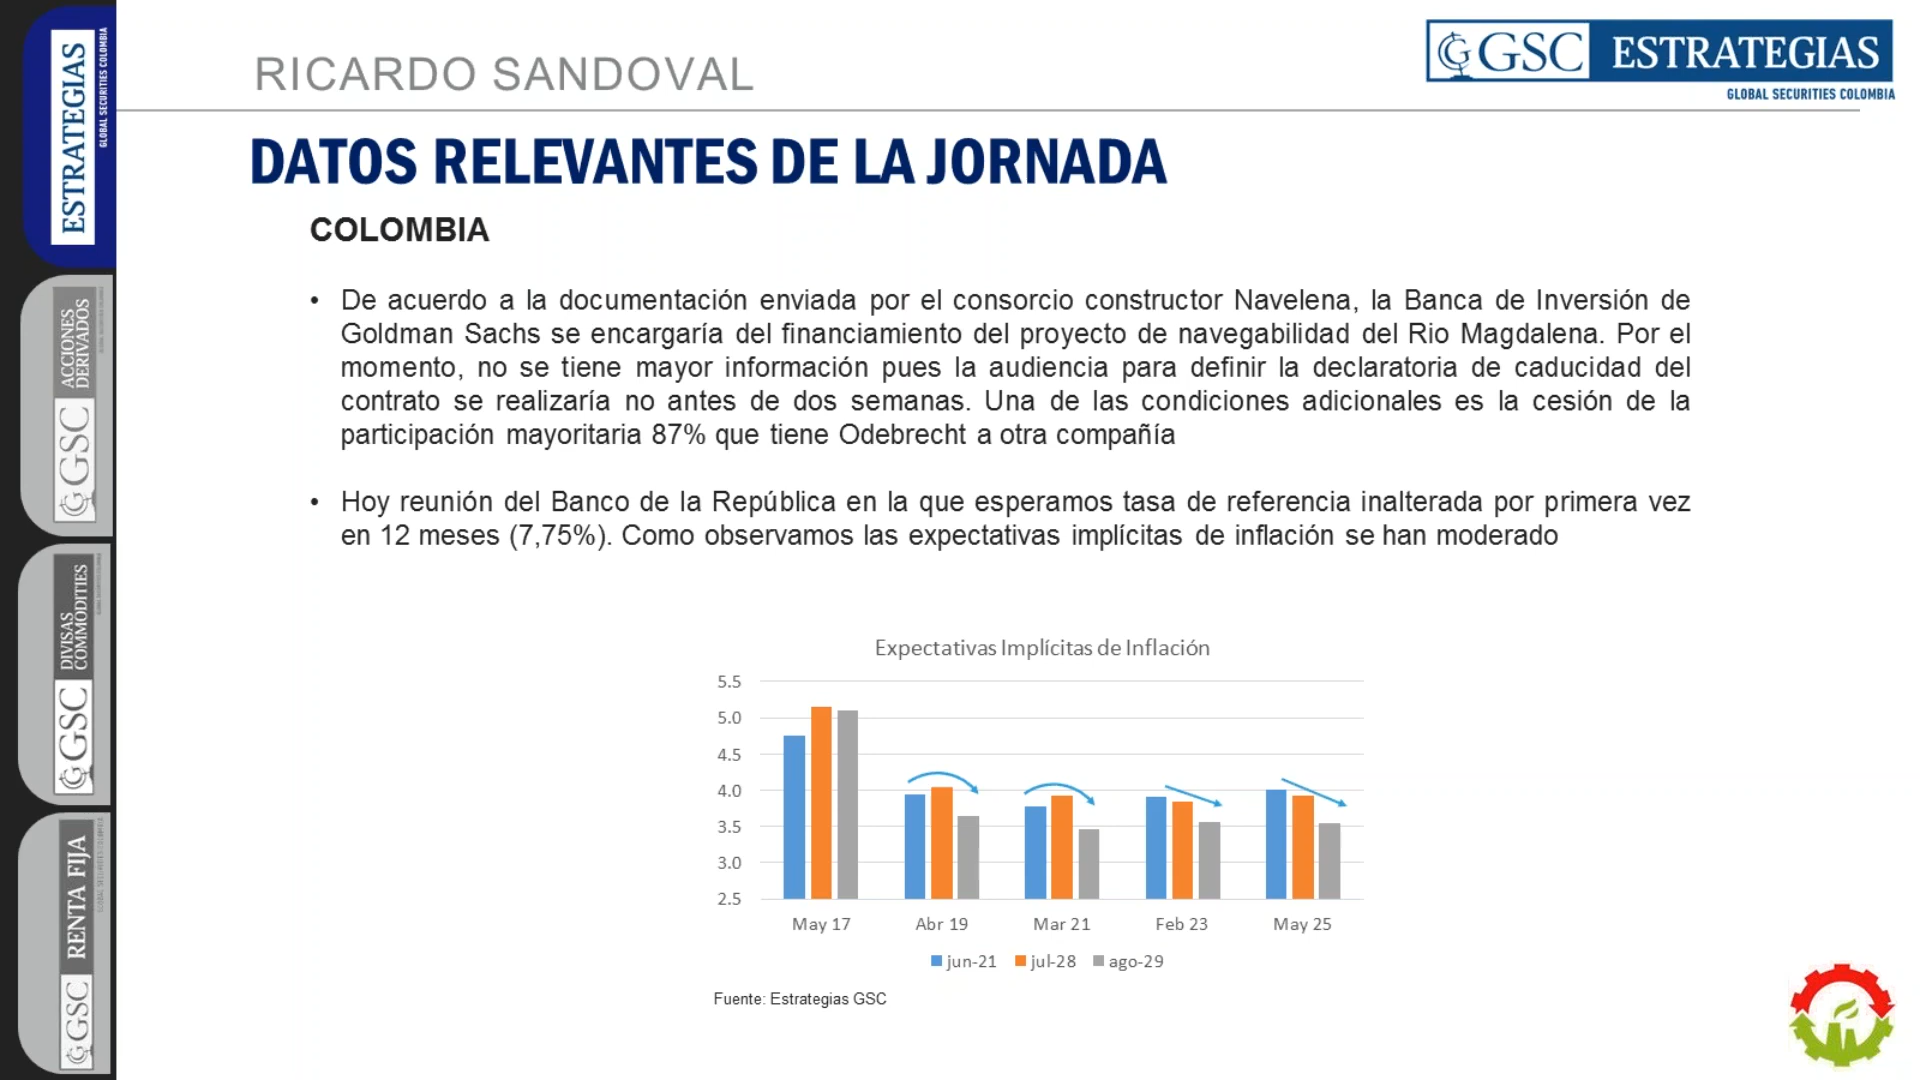 RICARDO SANDOVAL
GSC ESTRATEGIAS
GLOBAL SECURITIES COLOMBIA
DATOS RELEVANTES DE LA JORNADA
COLOMBIA
• De acuerdo a la documentación enviada por el consorcio constructor Navelena, la Banca de Inversión de
Goldman Sachs se encargaría del financiamiento del proyecto de navegabilidad del Rio Magdalena. Por el
momento, no se tiene mayor información pues la audiencia para definir la declaratoria de caducidad del
contrato se realizaría no antes de dos semanas. Una de las condiciones adicionales es la cesión de la
participación mayoritaria 87% que tiene Odebrecht a otra compañía
• Hoy reunión del Banco de la República en la que esperamos tasa de referencia inalterada por primera vez
en 12 meses (7,75%). Como observamos las expectativas implícitas de inflación se han moderado
Expectativas Implícitas de Inflación
5.5
5.0
4.5
4.0
3.5
3.0
2.5
May 17 Abr 19 Mar 21 Feb 23 May 25
jun-21 jul-28 ago-29
Fuente: Estrategias GSC
ESTRATEGIAS
GLOBAL SECURITIES COLOMBIA
GSC ACCIONES
DERIVADOS
GSC DIVISAS
COMMODITIES
GSC RENTA FIJA